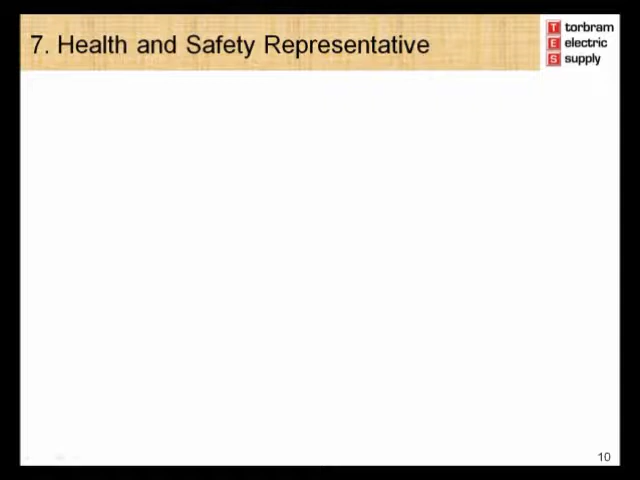 7. Health and Safety Representative
T torbram
E electric
S supply
10